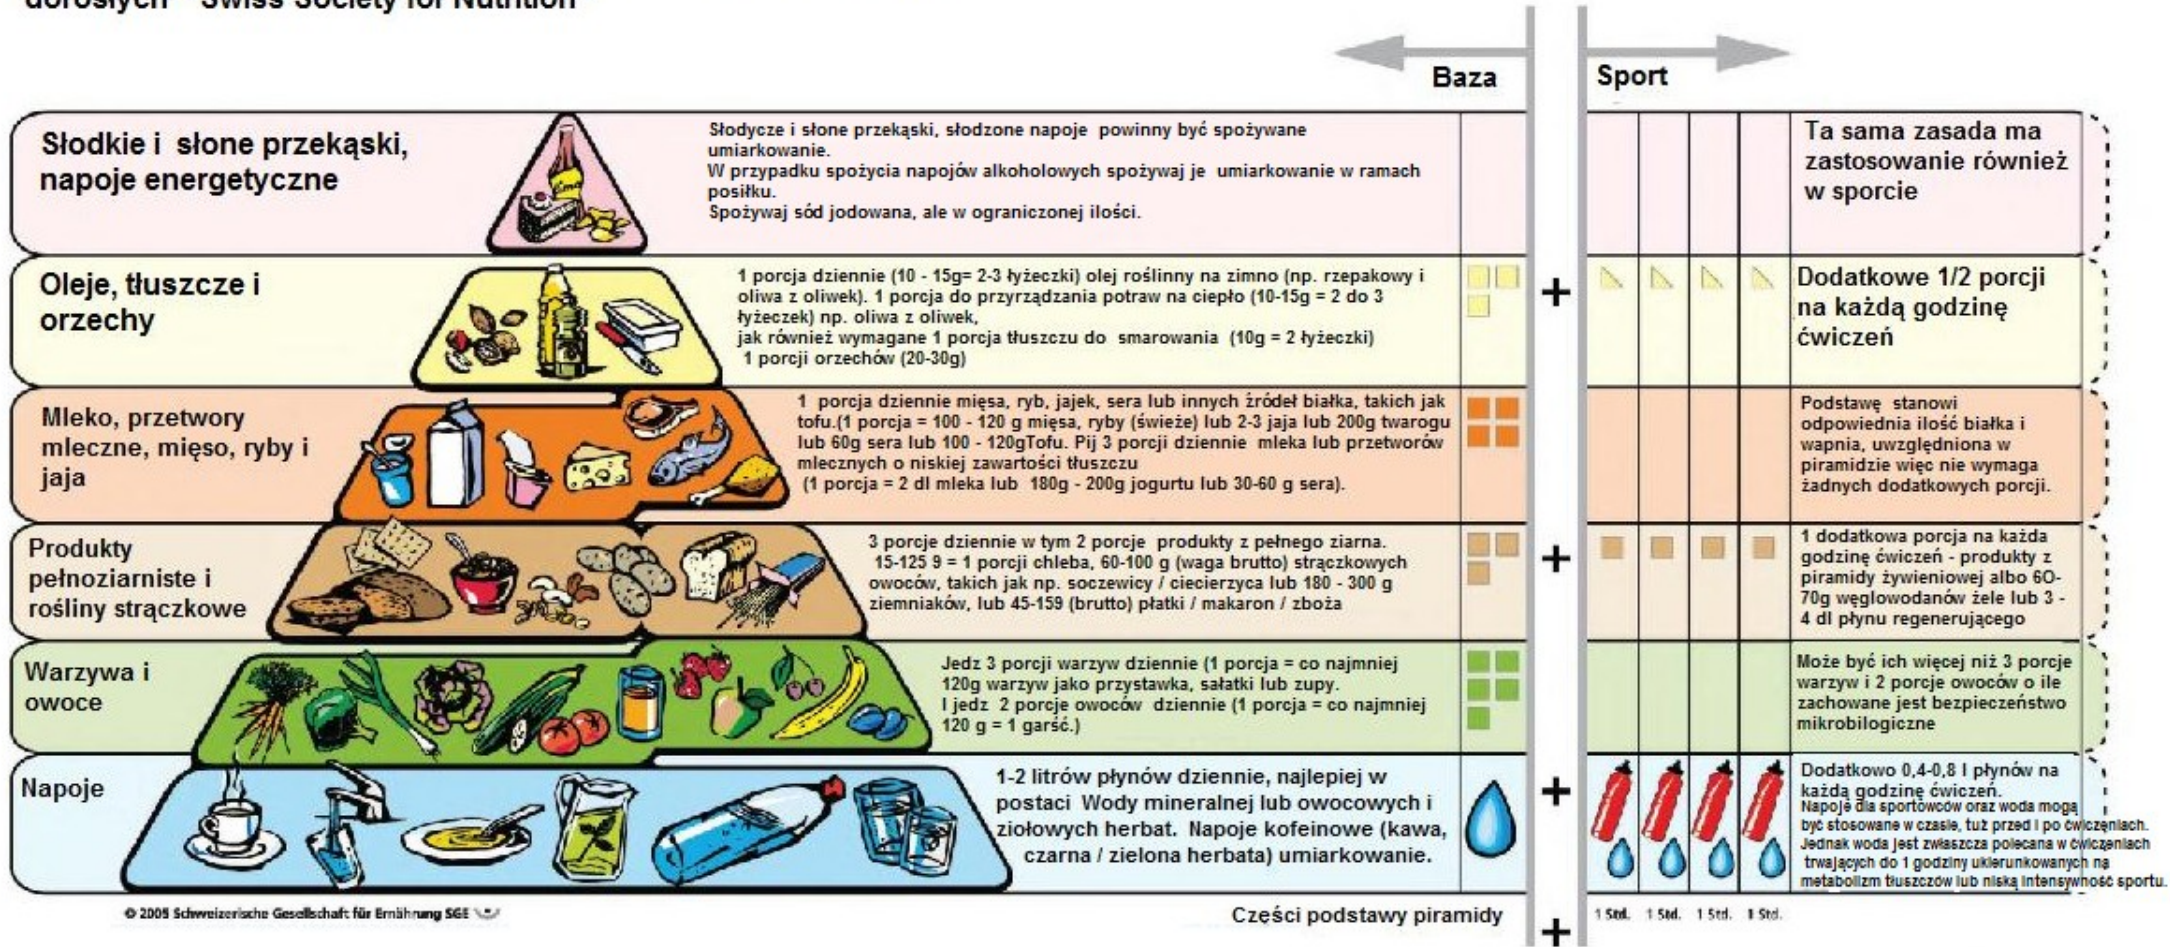 dorosłych - Swiss Society for Nutrition
Baza
Sport
Słodkie i słone przekąski,
napoje energetyczne
Słodycze i słone przekąski, słodzone napoje powinny być spożywane
umiarkowanie.
W przypadku spożycia napojów alkoholowych spożywaj je umiarkowanie w ramach
posiłku.
Spożywaj sód jodowana, ale w ograniczonej ilości.
Ta sama zasada ma
zastosowanie również
w sporcie
Oleje, tłuszcze i
orzechy
1 porcja dziennie (10 - 15g= 2-3 łyżeczki) olej roślinny na zimno (np. rzepakowy i
oliwa z oliwek). 1 porcja do przyrządzania potraw na ciepło (10-15g = 2 do 3
łyżeczek) np. oliwa z oliwek,
jak również wymagane 1 porcja tłuszczu do smarowania (10g = 2 łyżeczki)
1 porcji orzechów (20-30g)
+
Dodatkowe 1/2 porcji
na każdą godzinę
ćwiczeń
Mleko, przetwory
mleczne, mięso, ryby i
jaja
1 porcja dziennie mięsa, ryb, jajek, sera lub innych źródeł białka, takich jak
tofu.(1 porcja = 100 - 120 g mięsa, ryby (świeże) lub 2-3 jaja lub 200g twarogu
lub 60g sera lub 100 - 120gTofu. Pij 3 porcji dziennie mleka lub przetworów
mlecznych o niskiej zawartości tłuszczu
(1 porcja = 2 dl mleka lub 180g - 200g jogurtu lub 30-60 g sera).
Podstawę stanowi
odpowiednia ilość białka i
wapnia, uwzględniona w
piramidzie więc nie wymaga
żadnych dodatkowych porcji.
Produkty
pełnoziarniste i
rośliny strączkowe
3 porcje dziennie w tym 2 porcje produkty z pełnego ziarna.
15-125 9 = 1 porcji chleba, 60-100 g (waga brutto) strączkowych
owoców, takich jak np. soczewicy / ciecierzyca lub 180 - 300 g
ziemniaków, lub 45-159 (brutto) płatki / makaron / zboża
+
1 dodatkowa porcja na każda
godzinę ćwiczeń - produkty z
piramidy żywieniowej albo 6O-
70g węglowodanów żele lub 3 -
4 dl płynu regenerującego
Warzywa i
owoce
Jedz 3 porcji warzyw dziennie (1 porcja = co najmniej
120g warzyw jako przystawka, sałatki lub zupy.
I jedz 2 porcje owoców dziennie (1 porcja = co najmniej
120 g = 1 garść.)
Może być ich więcej niż 3 porcje
warzyw i 2 porcje owoców o ile
zachowane jest bezpieczeństwo
mikrobilogiczne
Napoje
1-2 litrów płynów dziennie, najlepiej w
postaci Wody mineralnej lub owocowych i
ziołowych herbat. Napoje kofeinowe (kawa,
czarna / zielona herbata) umiarkowanie.
+
Dodatkowo 0,4-0,8 l płynów na
każdą godzinę ćwiczeń.
Napoje dla sportowców oraz woda mogą
być stosowane w czasie, tuż przed i po ćwiczeniach.
Jednak woda jest zwłaszcza polecana w ćwiczeniach
trwających do 1 godziny ukierunkowanych na
metabolizm tłuszczów lub niską intensywność sportu.
© 2005 Schweizerische Gesellschaft für Ernährung SGE
Części podstawy piramidy
+
1 Std. 1 Std. 1 Std. 1 Std.